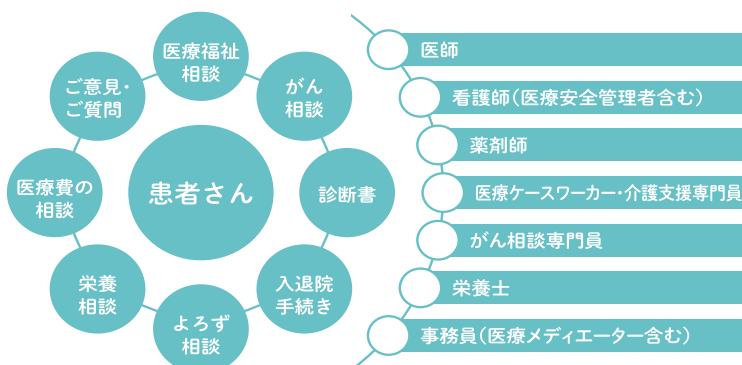 患者さん
医療福祉
相談
がん
相談
診断書
入退院
手続き
よろず
相談
栄養
相談
医療費の
相談
ご意見・
ご質問
医師
看護師（医療安全管理者含む）
薬剤師
医療ケースワーカー・介護支援専門員
がん相談専門員
栄養士
事務員（医療メディエーター含む）